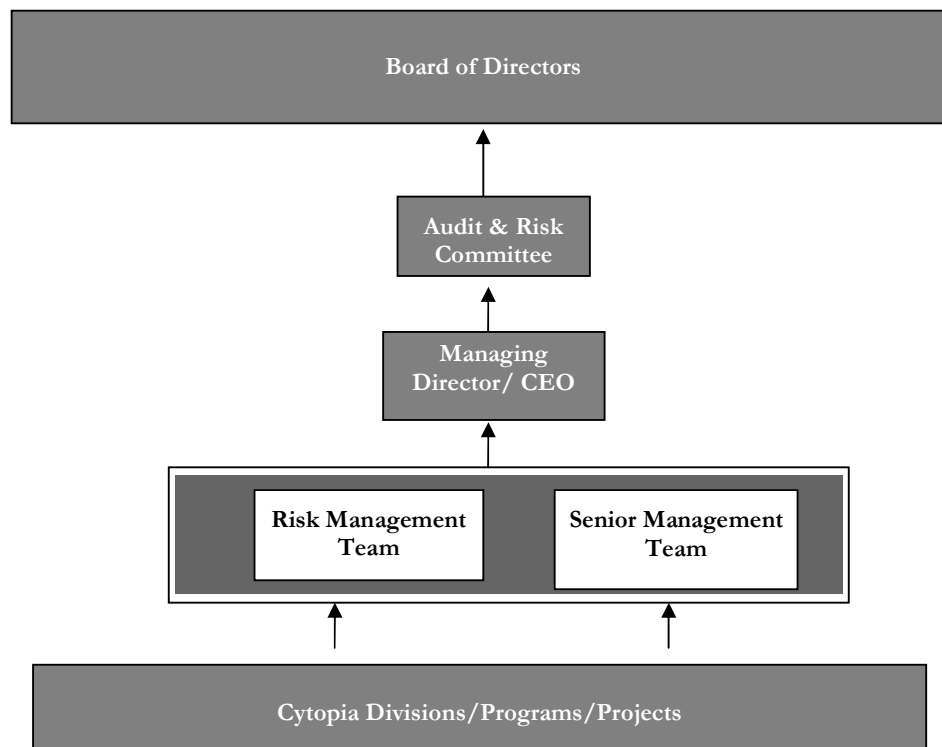 Board of Directors
Audit & Risk
Committee
Managing
Director/ CEO
Risk Management
Team
Senior Management
Team
Cytopia Divisions/Programs/Projects